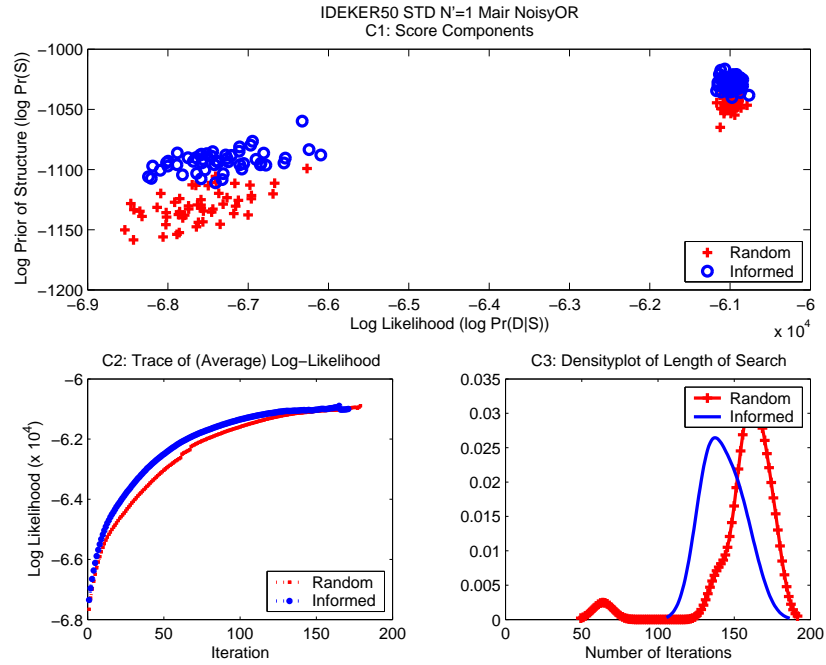 IDEKER50 STD N'=1 Mair NoisyOR
C1: Score Components
Log Prior of Structure (log Pr(S))
−1000
−1050
−1100
−1150
−1200
Random
Informed
−6.9 −6.8 −6.7 −6.6 −6.5 −6.4 −6.3 −6.2 −6.1 −6
Log Likelihood (log Pr(D|S))
x 10^4
C2: Trace of (Average) Log−Likelihood
Log Likelihood (x 10^4)
−6
−6.2
−6.4
−6.6
−6.8
Random
Informed
0 50 100 150 200
Iteration
C3: Densityplot of Length of Search
0.035
0.03
0.025
0.02
0.015
0.01
0.005
0
Random
Informed
0 50 100 150 200
Number of Iterations